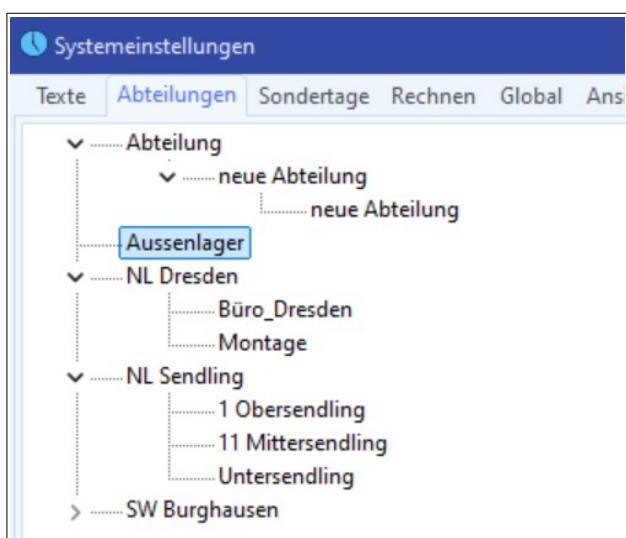 Systemeinstellungen
Texte Abteilungen Sondertage Rechnen Global Ansi
Abteilung
neue Abteilung
neue Abteilung
Aussenlager
NL Dresden
Büro_Dresden
Montage
NL Sendling
1 Obersendling
11 Mittersendling
Untersendling
SW Burghausen